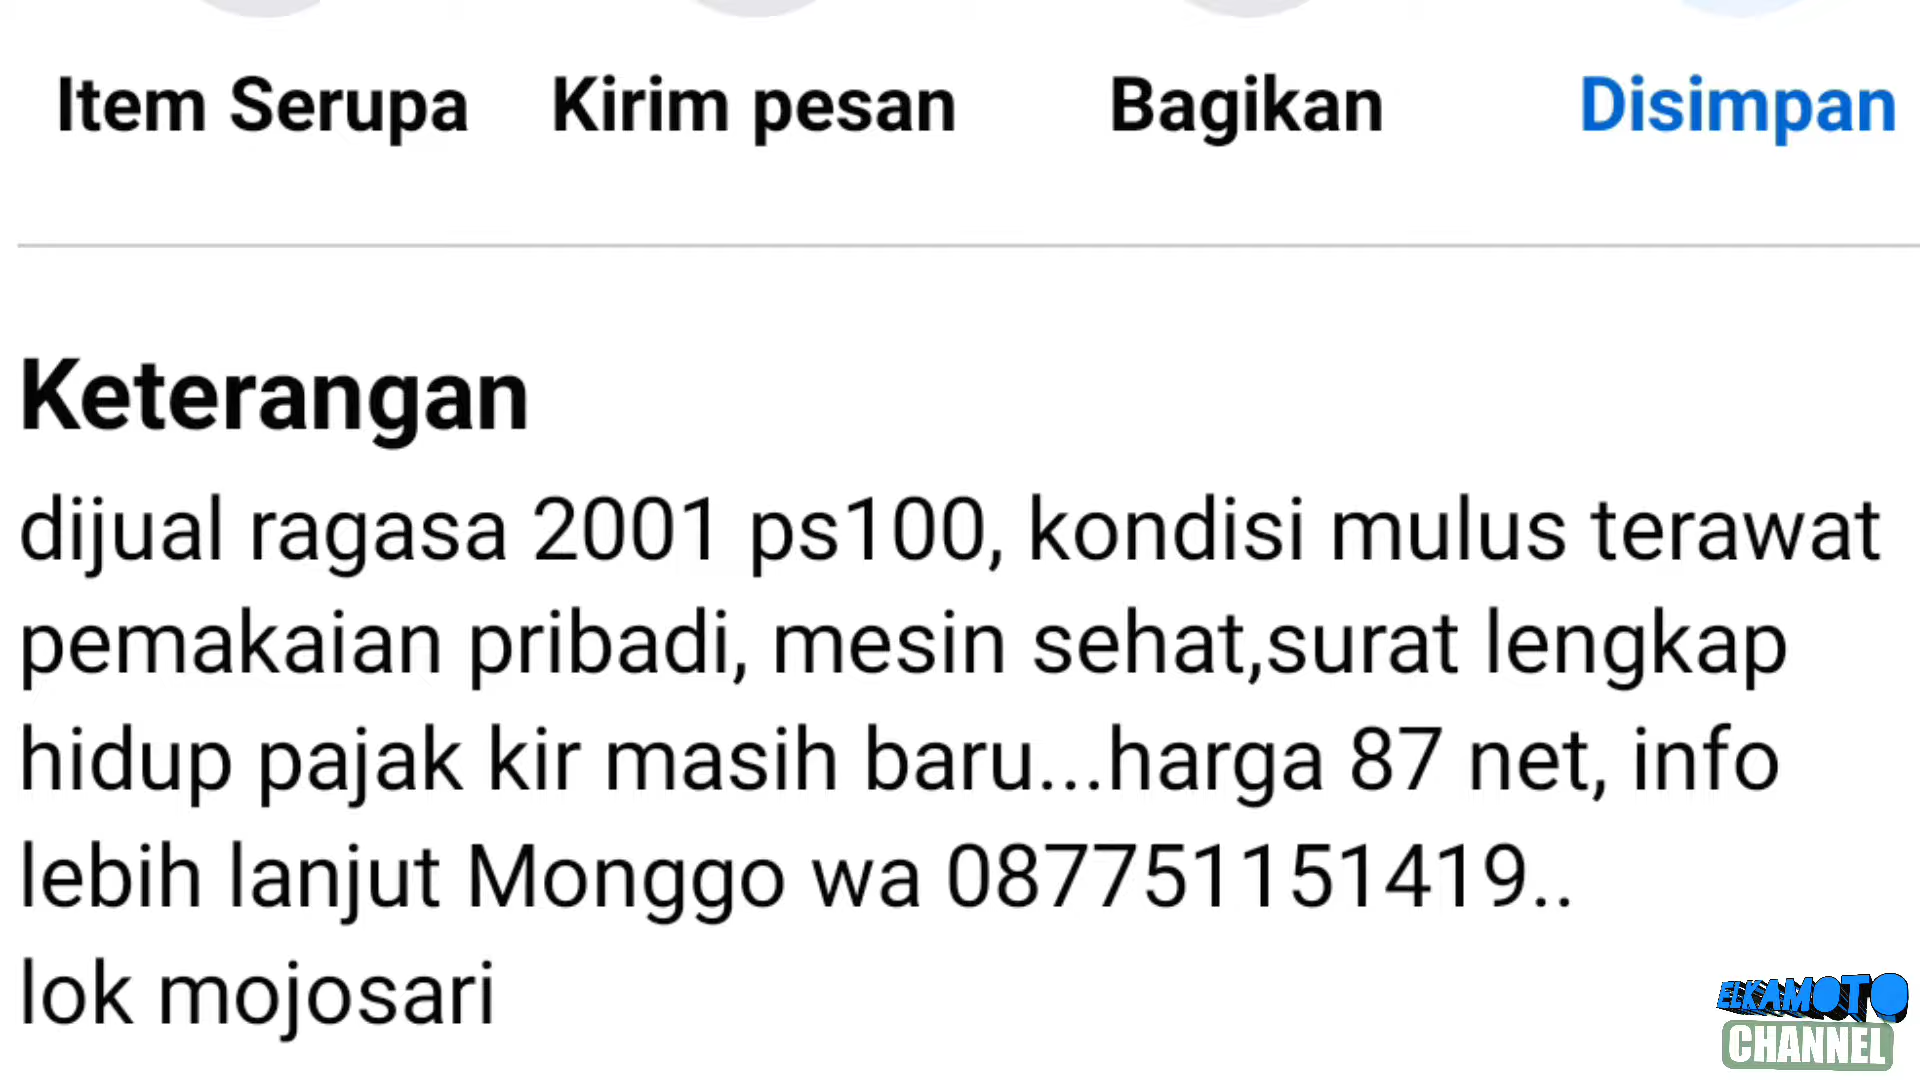 Item Serupa Kirim pesan Bagikan Disimpan
Keterangan
dijual ragasa 2001 ps100, kondisi mulus terawat
pemakaian pribadi, mesin sehat,surat lengkap
hidup pajak kir masih baru...harga 87 net, info
lebih lanjut Monggo wa 087751151419..
lok mojosari
ELKAMOTO
CHANNEL